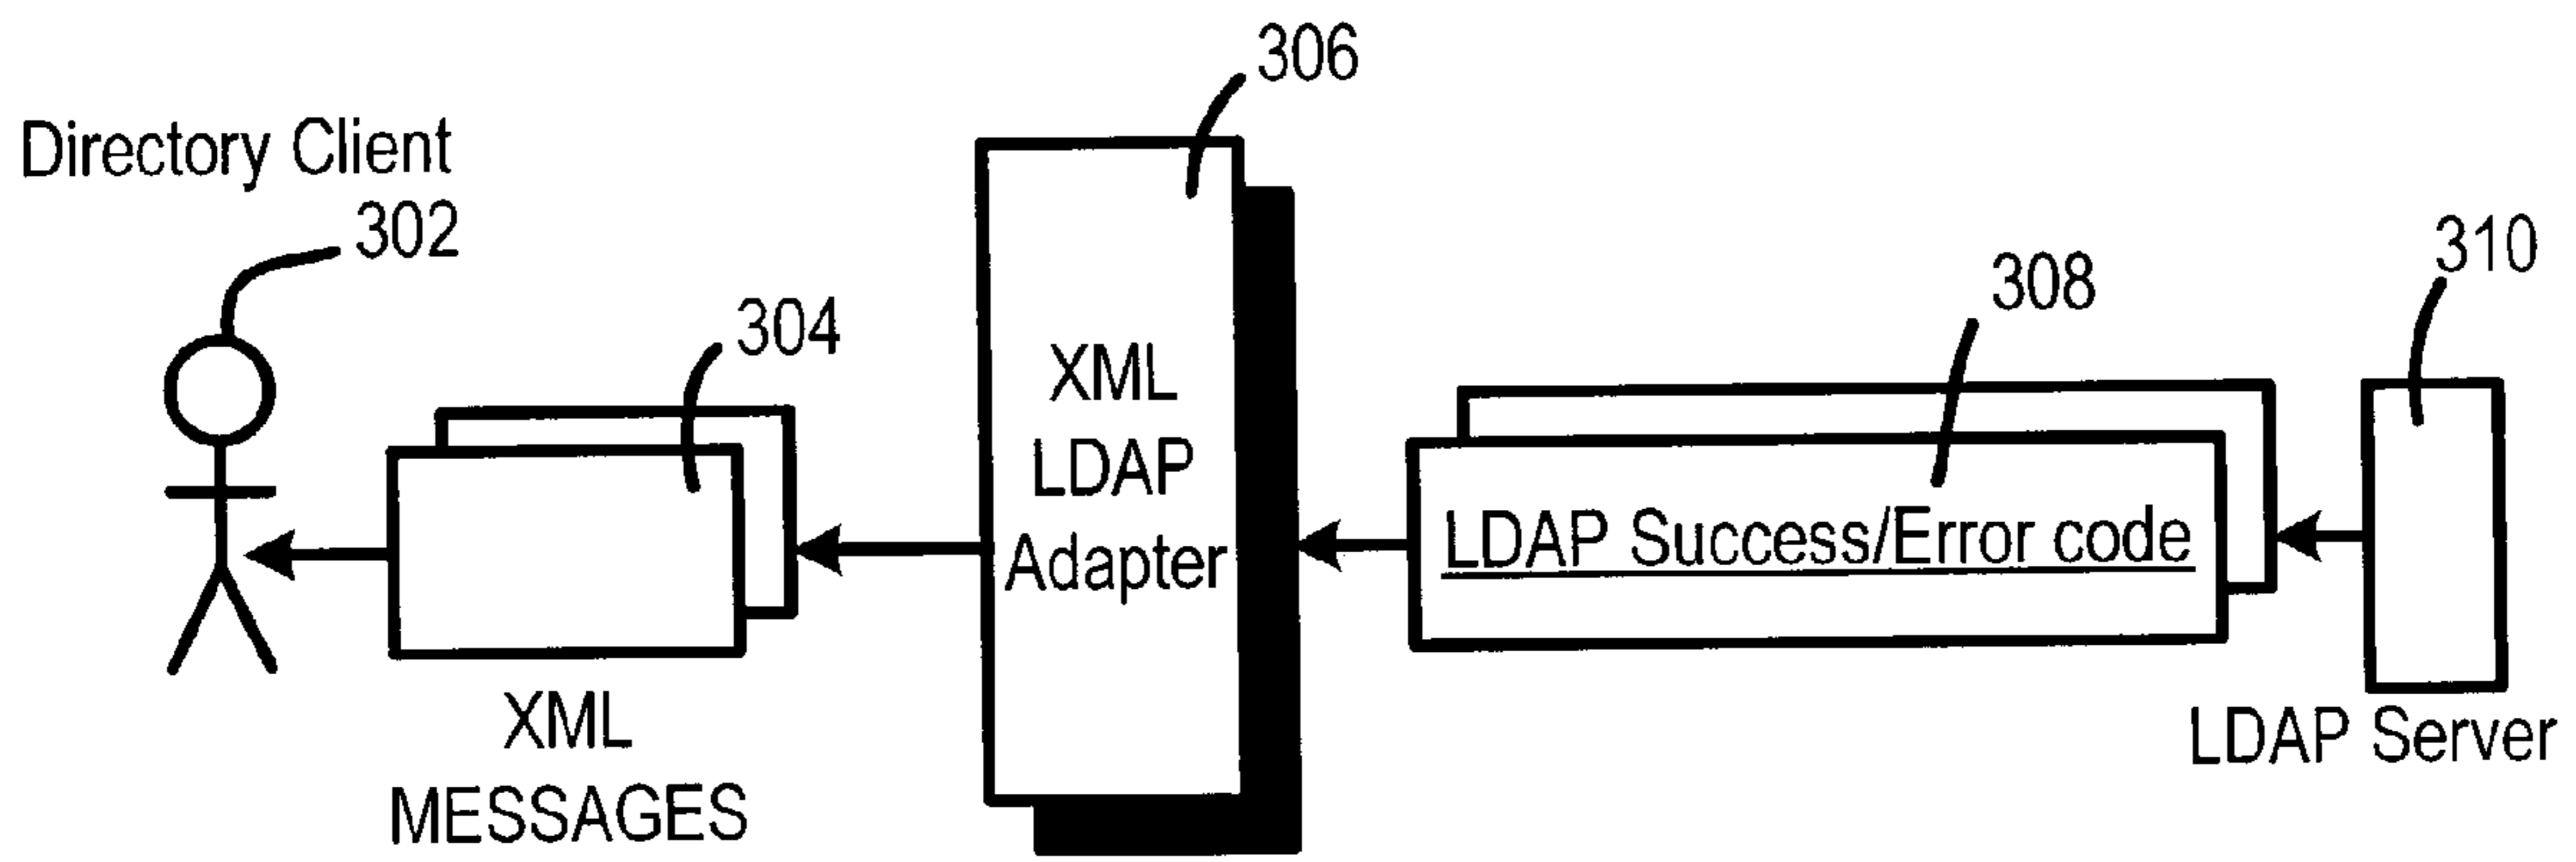 306
Directory Client
302
310
308
304
XML
LDAP
Adapter
LDAP Success/Error code
XML
MESSAGES
LDAP Server